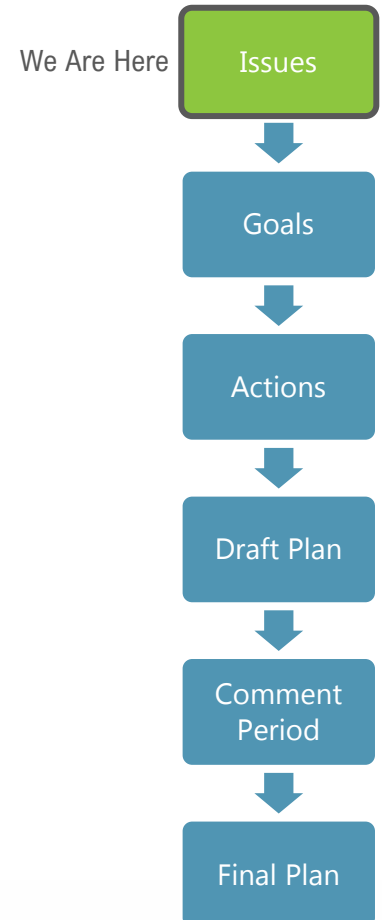 We Are Here
Issues
Goals
Actions
Draft Plan
Comment
Period
Final Plan